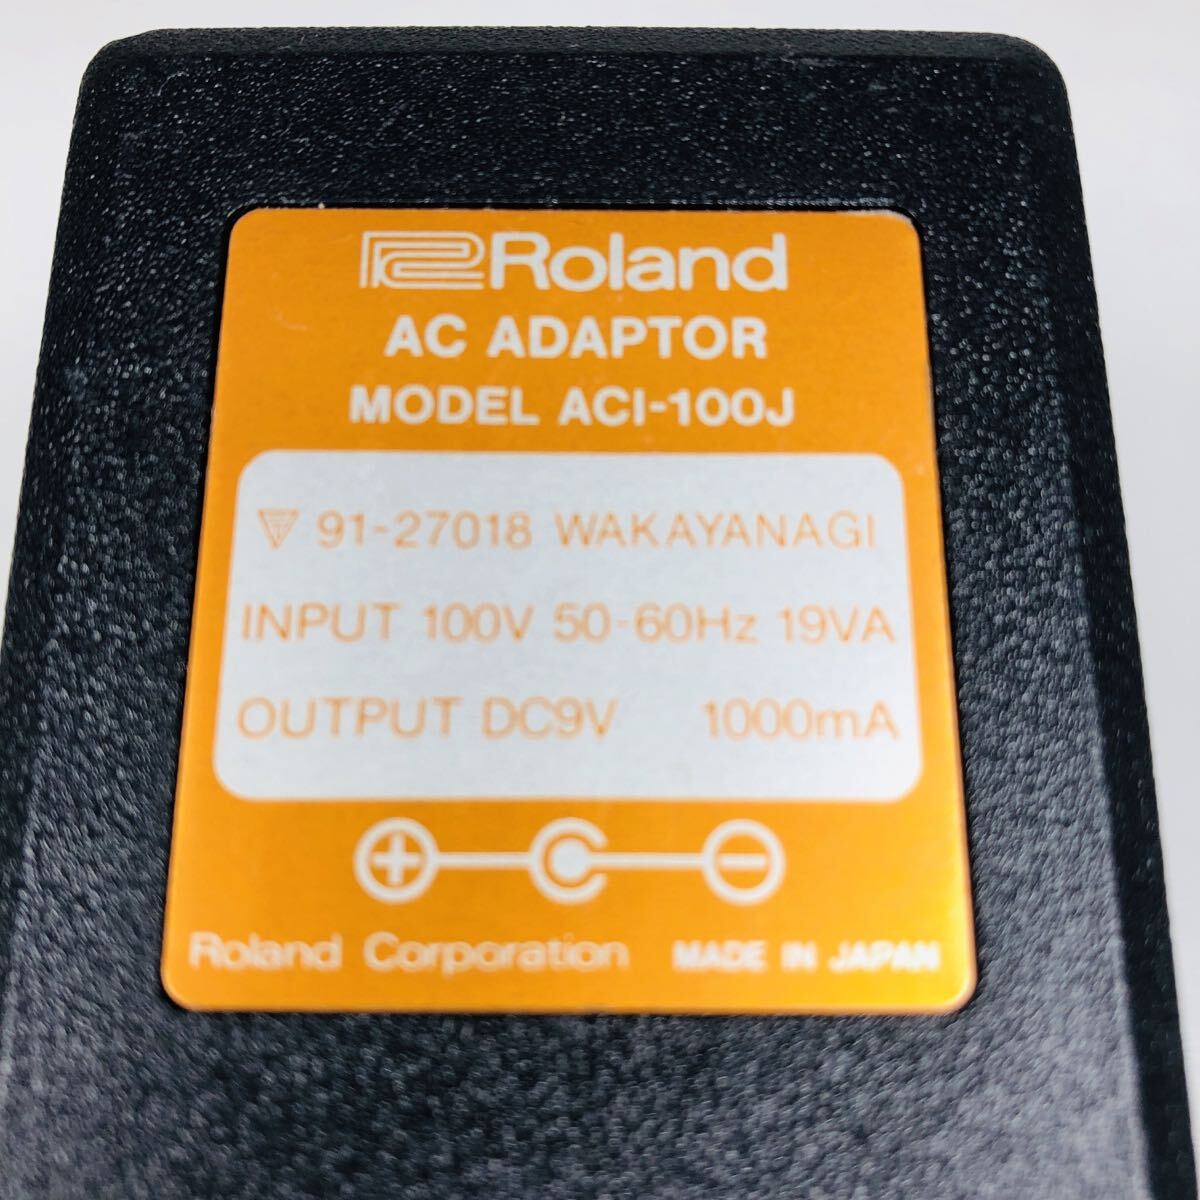 Roland
AC ADAPTOR
MODEL ACI-100J
91-27018 WAKAYANAGI
INPUT 100V 50-60Hz 19VA
OUTPUT DC9V 1000mA
+ −
Roland Corporation MADE IN JAPAN